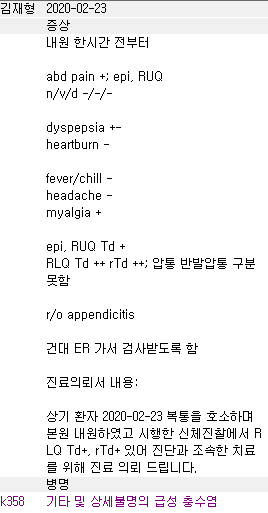 김재형 2020-02-23
증상
내원 한시간 전부터
abd pain +; epi, RUQ
n/v/d -/-/-
dyspepsia +-
heartburn -
fever/chill -
headache -
myalgia +
epi, RUQ Td +
RLQ Td ++ rTd ++; 압통 반발압통 구분
못함
r/o appendicitis
건대 ER 가서 검사받도록 함
진료의뢰서 내용:
상기 환자 2020-02-23 복통을 호소하며
본원 내원하였고 시행한 신체진찰에서 R
LQ Td+, rTd+ 있어 진단과 조속한 치료
를 위해 진료 의뢰 드립니다.
병명
k358 기타 및 상세불명의 급성 충수염